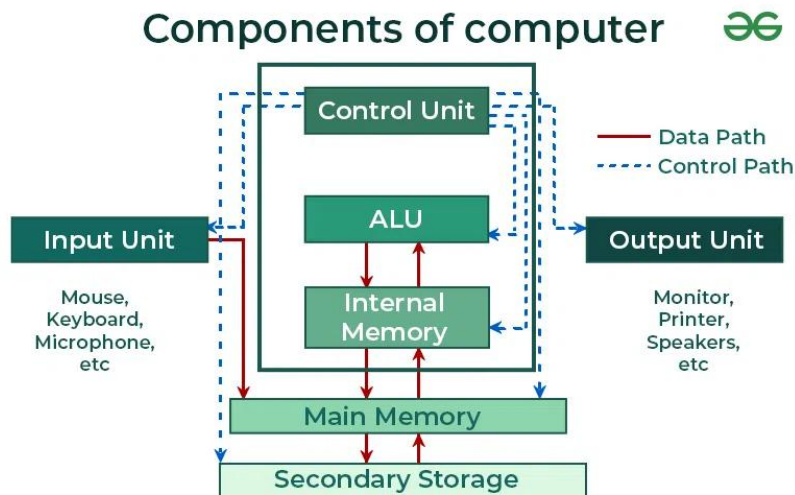 Components of computer
Control Unit
Data Path
Control Path
ALU
Input Unit
Output Unit
Mouse,
Keyboard,
Microphone,
etc
Internal
Memory
Monitor,
Printer,
Speakers,
etc
Main Memory
Secondary Storage